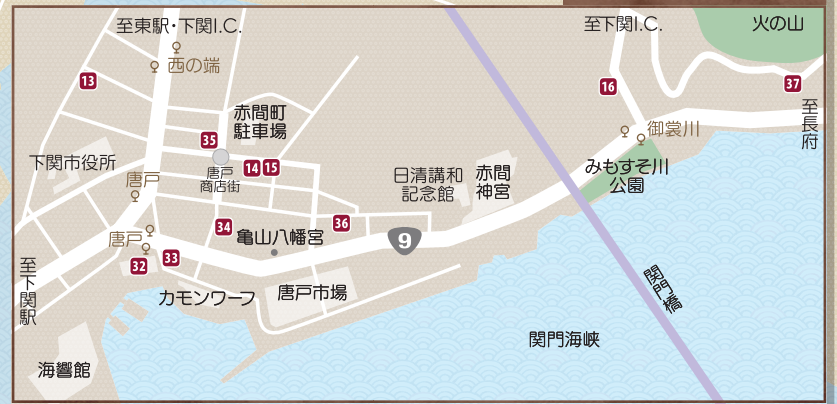 至東駅・下関I.C.
至下関I.C.
火の山
西の端
13
16
37
至長府
赤間町
駐車場
35
御裳川
下関市役所
唐戸
唐戸
商店街
14
15
日清講和
記念館
赤間
神宮
みもすそ川
公園
唐戸
34
亀山八幡宮
36
9
32
33
至下関駅
カモンワーフ
唐戸市場
関門橋
関門海峡
海響館